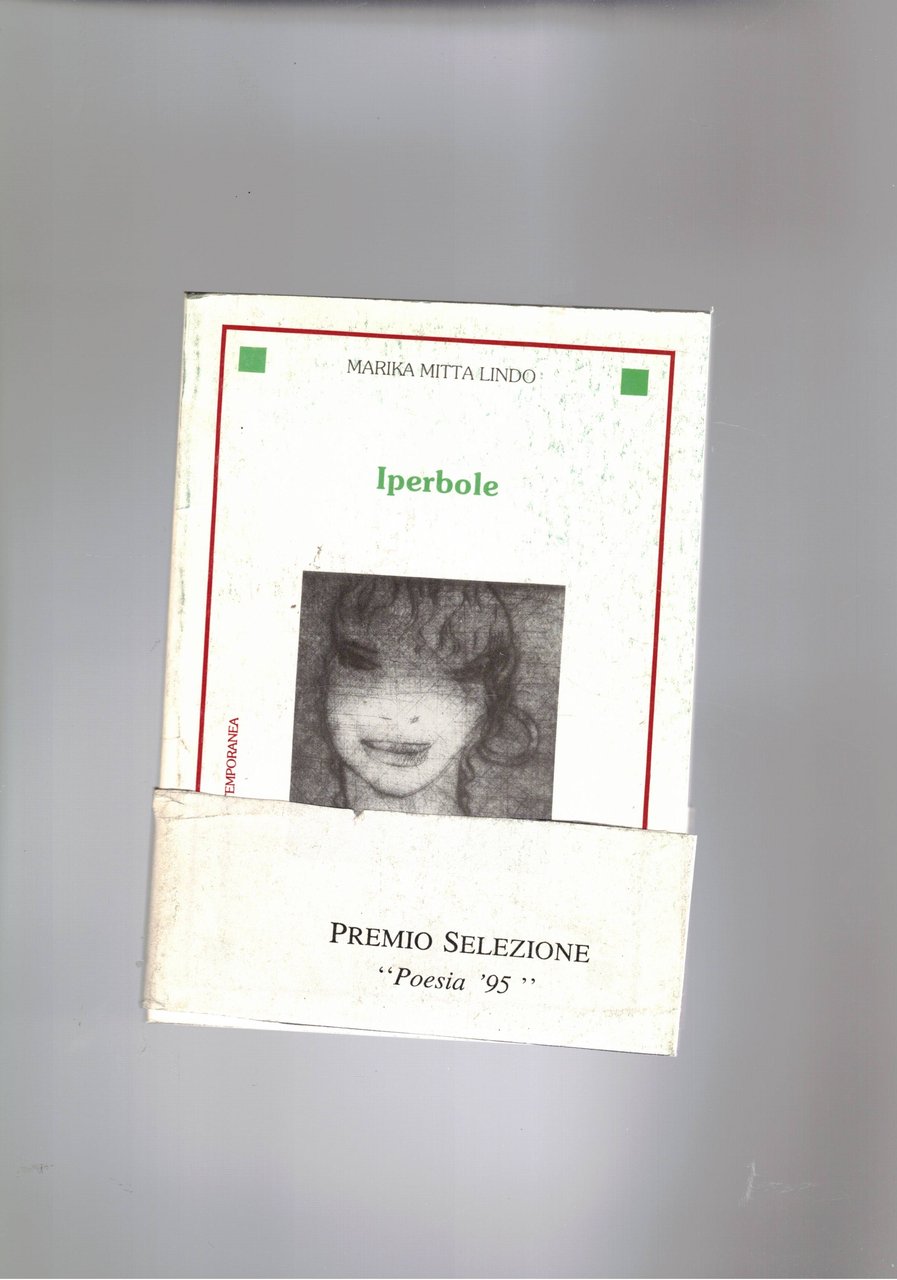 MARIKA MITTA LINDO
Iperbole
TEMPORANEA
PREMIO SELEZIONE
“Poesia ’95 ”